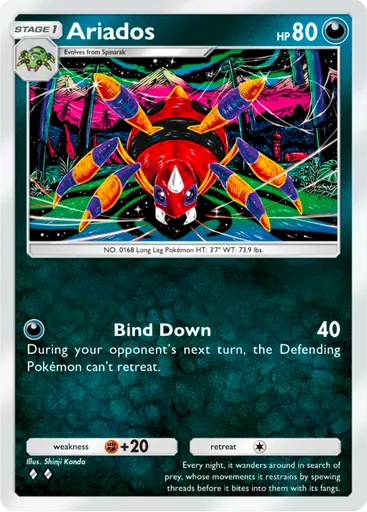 STAGE 1
Ariados
HP 80
Evolves from Spinarak
NO. 0168 Long Leg Pokémon HT: 3'7" WT: 73.9 lbs.
Bind Down 40
During your opponent's next turn, the Defending
Pokémon can't retreat.
weakness +20 retreat
Illus. Shinji Kanda
Every night, it wanders around in search of
prey, whose movements it restrains by spewing
threads before it bites into them with its fangs.